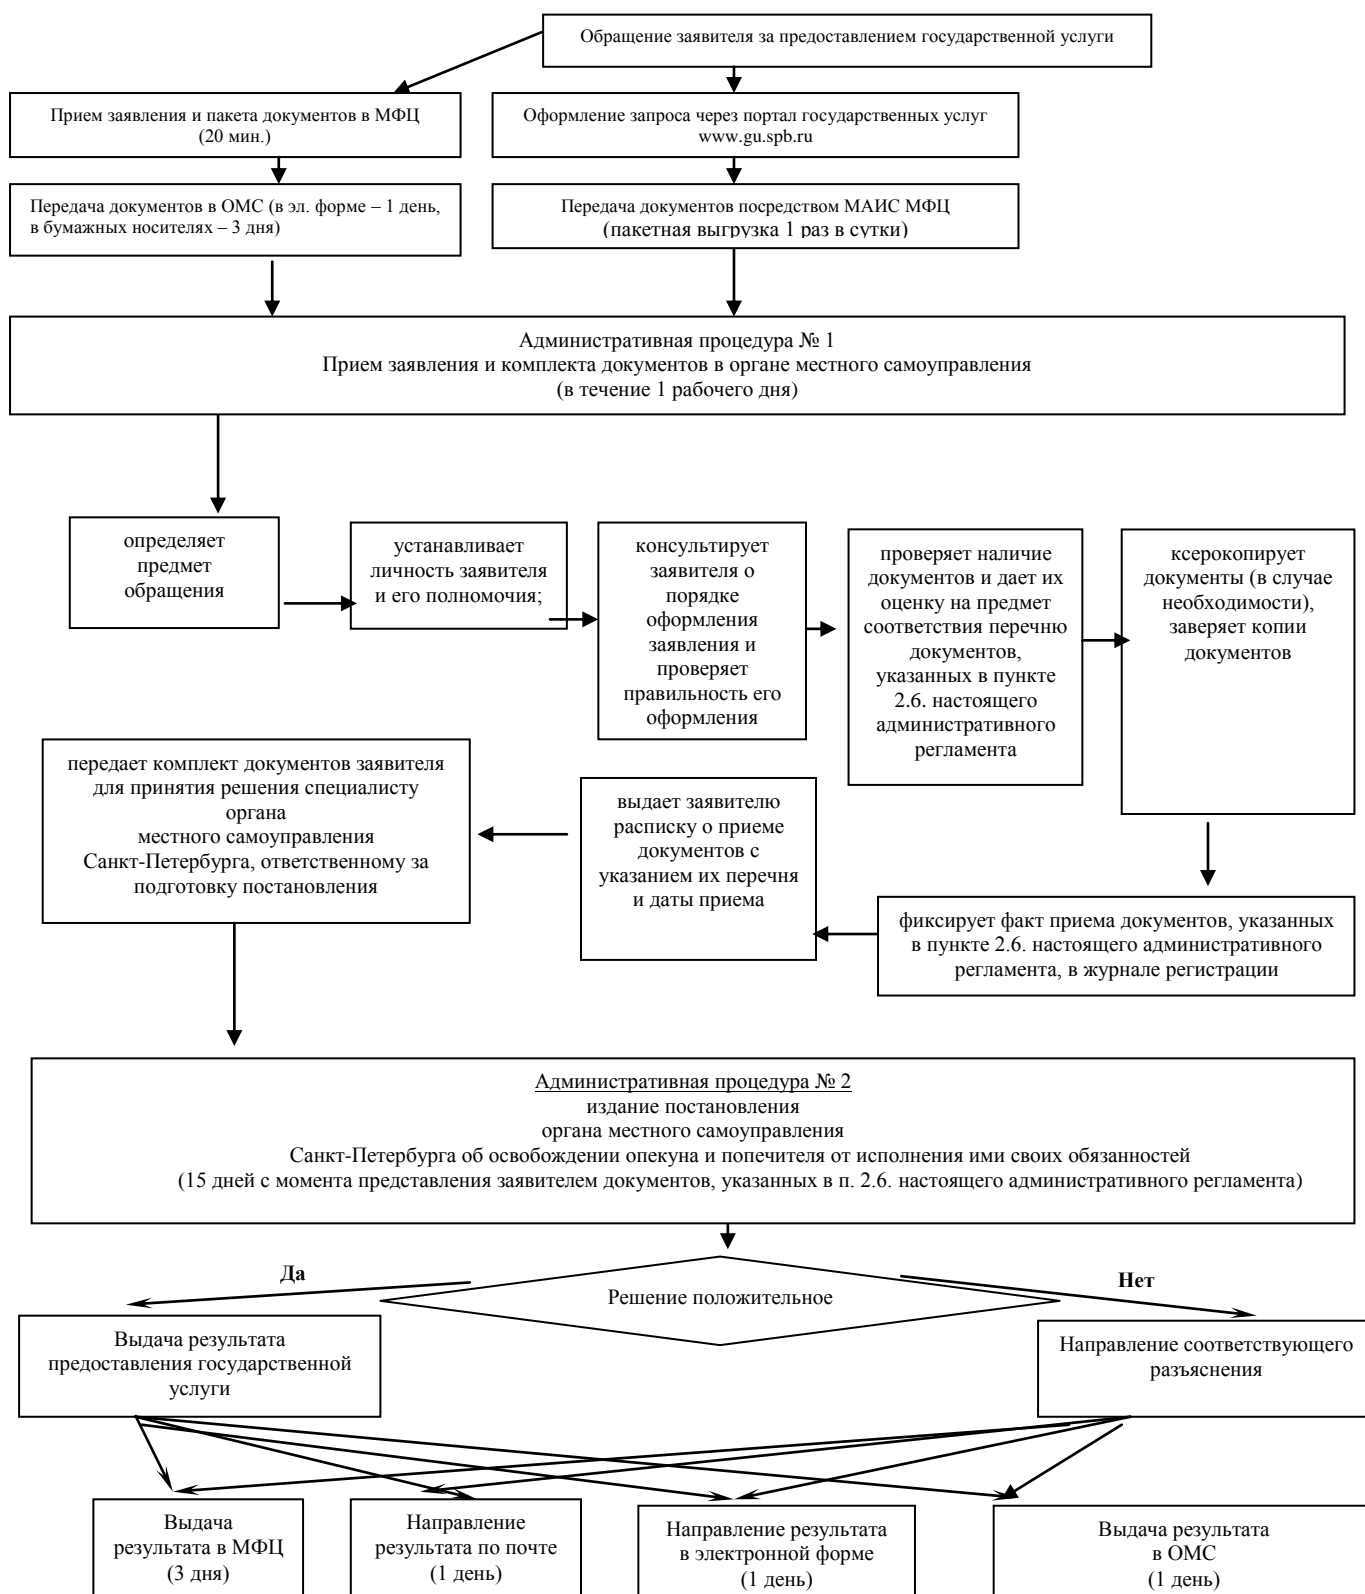 Обращение заявителя за предоставлением государственной услуги
Прием заявления и пакета документов в МФЦ
(20 мин.)
Оформление запроса через портал государственных услуг
www.gu.spb.ru
Передача документов в ОМС (в эл. форме – 1 день,
в бумажных носителях – 3 дня)
Передача документов посредством МАИС МФЦ
(пакетная выгрузка 1 раз в сутки)
Административная процедура № 1
Прием заявления и комплекта документов в органе местного самоуправления
(в течение 1 рабочего дня)
определяет
предмет
обращения
устанавливает
личность заявителя
и его полномочия;
консультирует
заявителя о
порядке
оформления
заявления и
проверяет
правильность его
оформления
проверяет наличие
документов и дает их
оценку на предмет
соответствия перечню
документов,
указанных в пункте
2.6. настоящего
административного
регламента
ксерокопирует
документы (в случае
необходимости),
заверяет копии
документов
передает комплект документов заявителя
для принятия решения специалисту
органа
местного самоуправления
Санкт-Петербурга, ответственному за
подготовку постановления
выдает заявителю
расписку о приеме
документов с
указанием их перечня
и даты приема
фиксирует факт приема документов, указанных
в пункте 2.6. настоящего административного
регламента, в журнале регистрации
Административная процедура № 2
издание постановления
органа местного самоуправления
Санкт-Петербурга об освобождении опекуна и попечителя от исполнения ими своих обязанностей
(15 дней с момента представления заявителем документов, указанных в п. 2.6. настоящего административного регламента)
Да
Нет
Решение положительное
Выдача результата
предоставления государственной
услуги
Направление соответствующего
разъяснения
Выдача
результата в МФЦ
(3 дня)
Направление
результата по почте
(1 день)
Направление результата
в электронной форме
(1 день)
Выдача результата
в ОМС
(1 день)